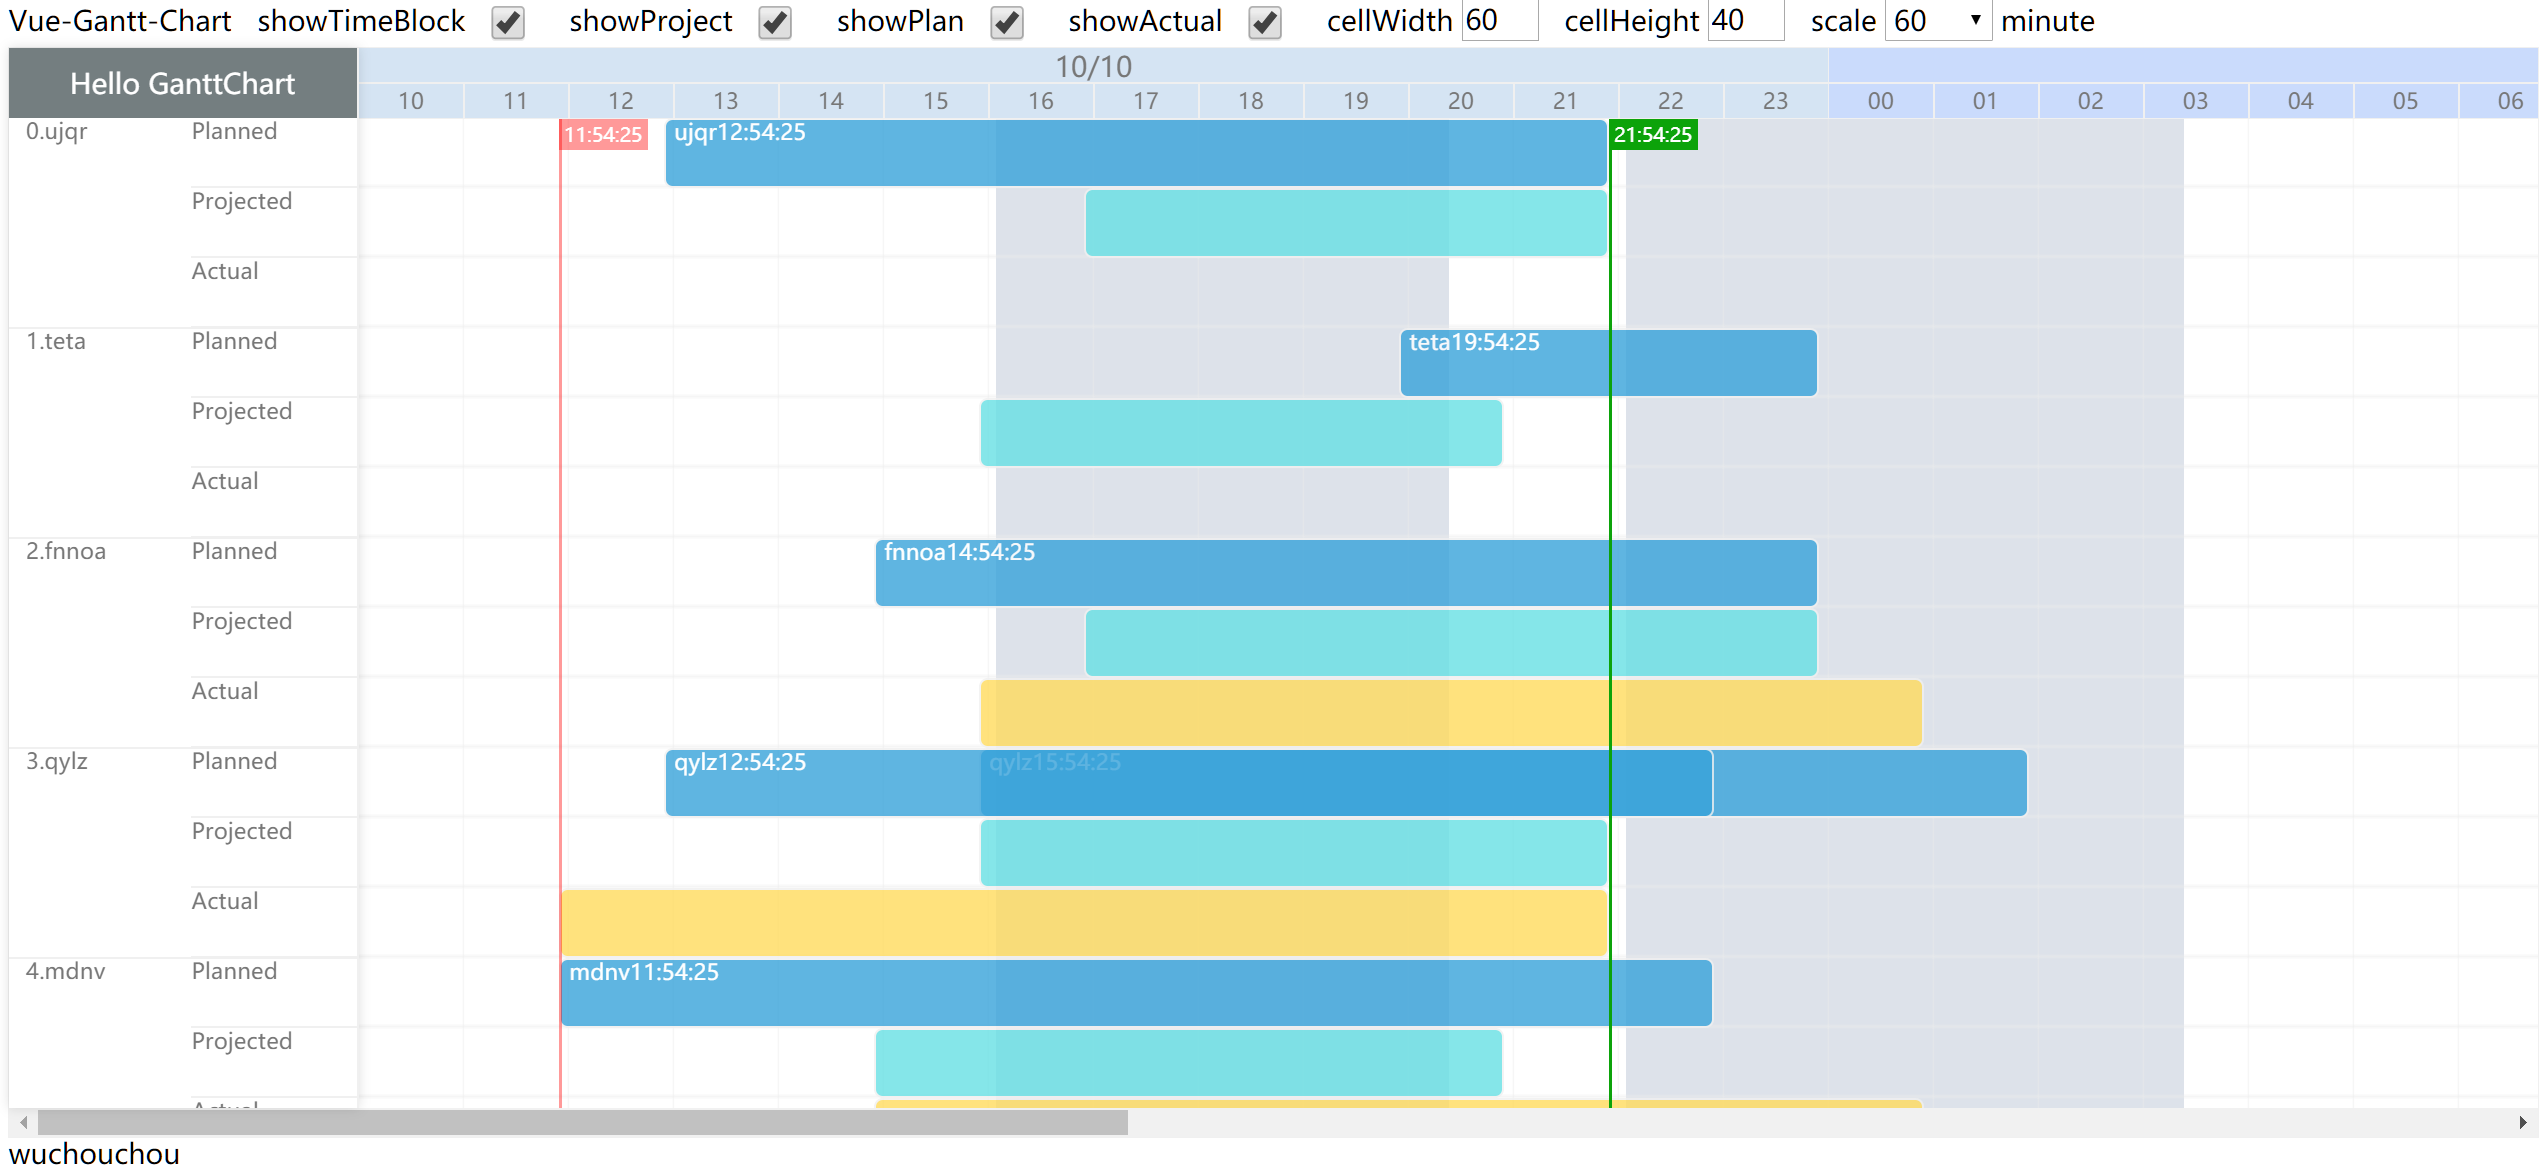 Vue-Gantt-Chart showTimeBlock showProject showPlan showActual cellWidth 60 cellHeight 40 scale 60 minute
Hello GanttChart
10/10
10 11 12 13 14 15 16 17 18 19 20 21 22 23 00 01 02 03 04 05 06
0.ujqr Planned 11:54:25 ujqr12:54:25 21:54:25
Projected
Actual
1.teta Planned teta19:54:25
Projected
Actual
2.fnnoa Planned fnnoa14:54:25
Projected
Actual
3.qylz Planned qylz12:54:25 qylz15:54:25
Projected
Actual
4.mdnv Planned mdnv11:54:25
Projected
Actual
wuchouchou